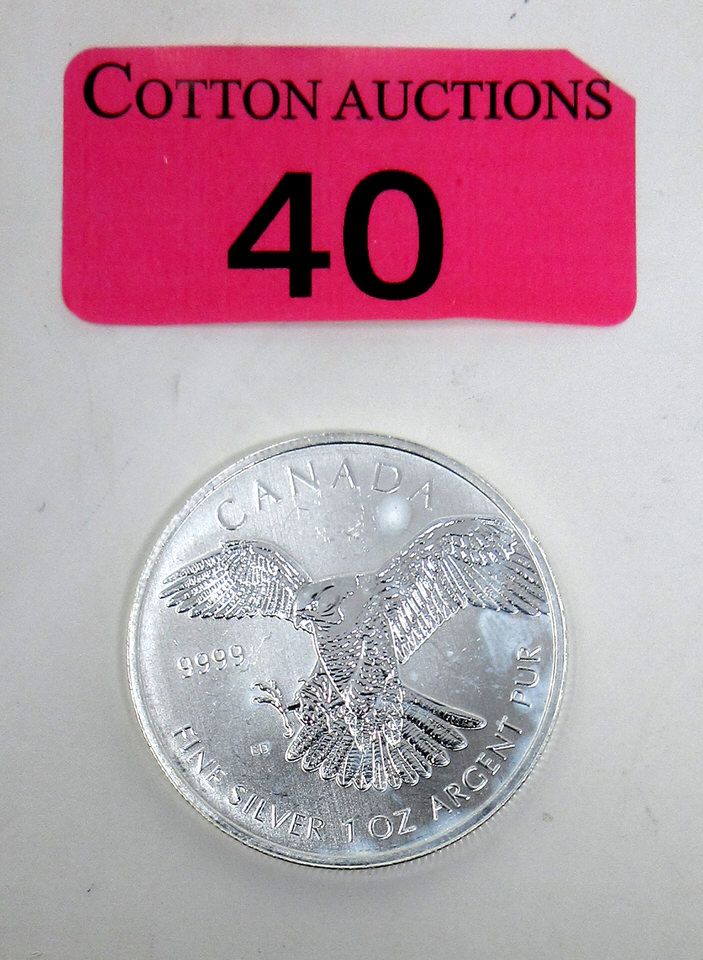 COTTON AUCTIONS
40
CANADA
9999
FINE SILVER 1 OZ ARGENT PUR